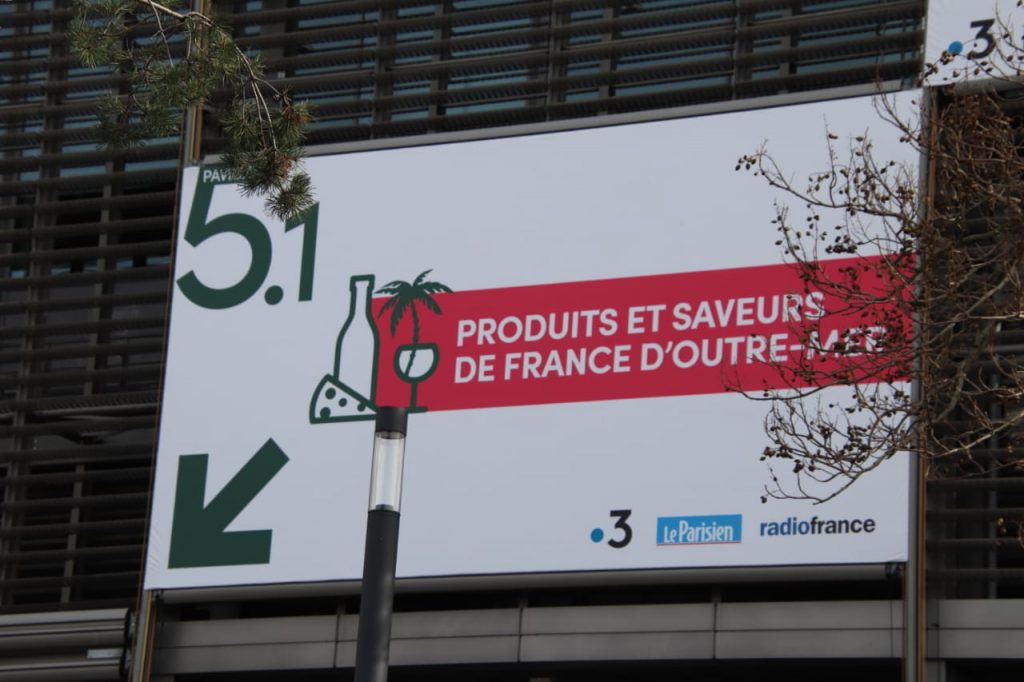 5.1
PRODUITS ET SAVEURS
DE FRANCE D'OUTRE-MER
3
Le Parisien
radiofrance
3